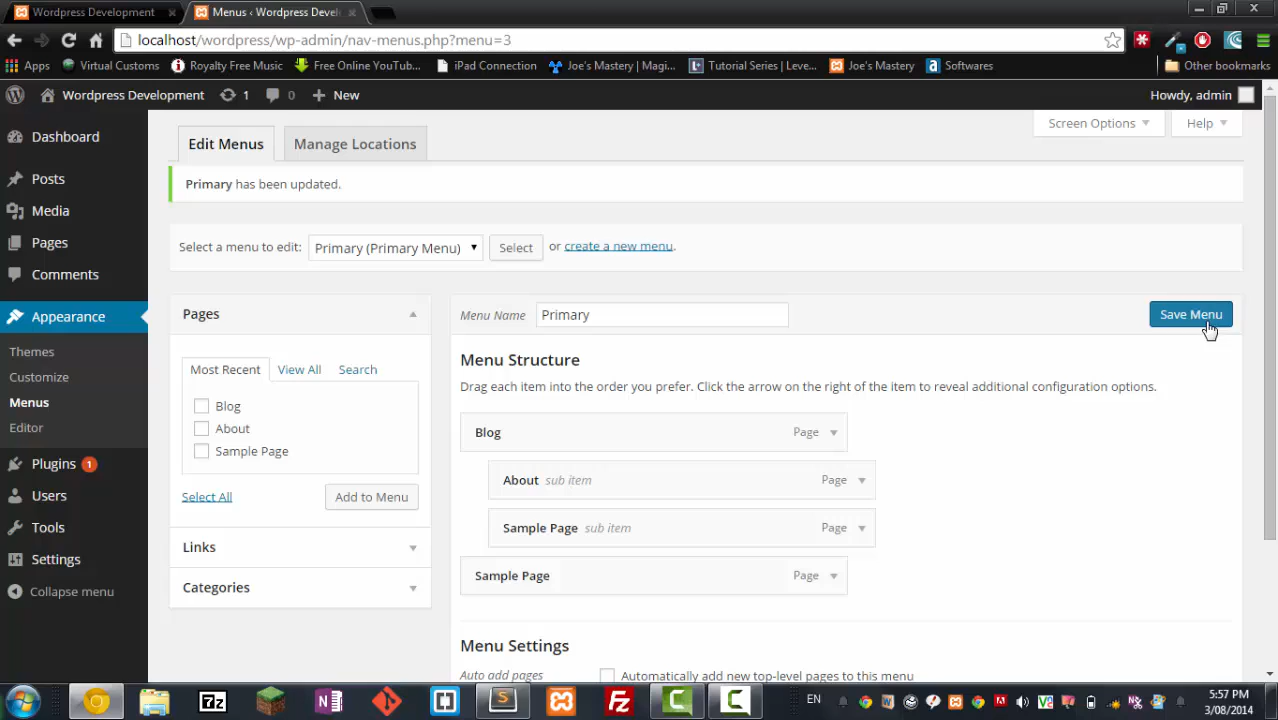 Wordpress Development
Menus ‹ Wordpress Devel
localhost/wordpress/wp-admin/nav-menus.php?menu=3
Apps Virtual Customs Royalty Free Music Free Online YouTub... iPad Connection Joe's Mastery | Magi... Tutorial Series | Leve... Joe's Mastery Softwares Other bookmarks
Wordpress Development 1 0 New Howdy, admin
Screen Options Help
Dashboard
Posts
Media
Pages
Comments
Appearance
Themes
Customize
Menus
Editor
Plugins 1
Users
Tools
Settings
Collapse menu
Edit Menus Manage Locations
Primary has been updated.
Select a menu to edit: Primary (Primary Menu) Select or create a new menu.
Pages
Most Recent View All Search
Blog
About
Sample Page
Select All Add to Menu
Links
Categories
Menu Name Primary Save Menu
Menu Structure
Drag each item into the order you prefer. Click the arrow on the right of the item to reveal additional configuration options.
Blog Page
About sub item Page
Sample Page sub item Page
Sample Page Page
Menu Settings
Auto add pages Automatically add new top-level pages to this menu
7z
EN
5:57 PM
3/08/2014